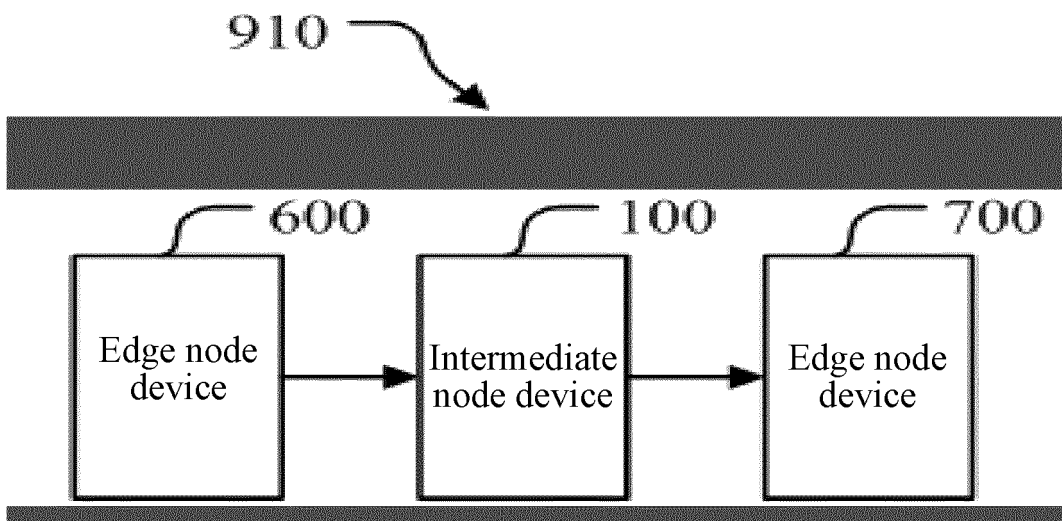 910
600
100
700
Edge node
device
Intermediate
node device
Edge node
device